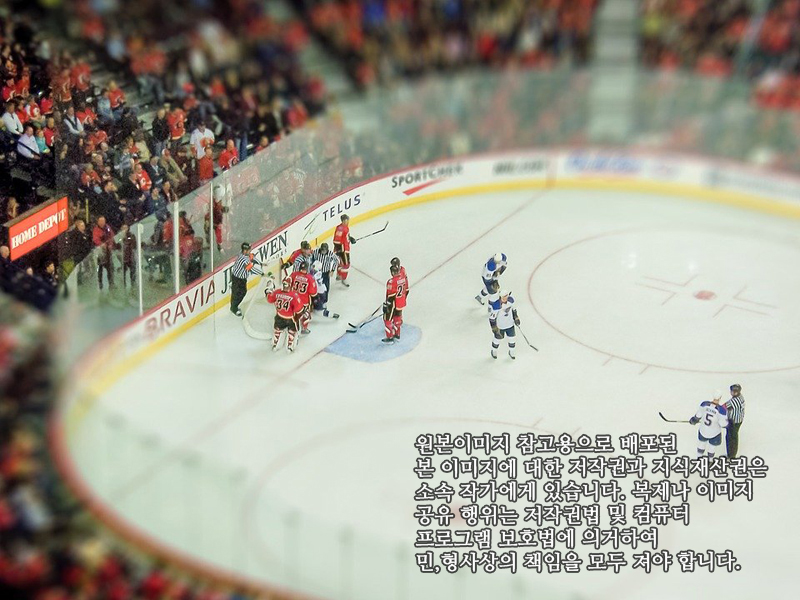 SPORTCHEK
TELUS
HOME DEPOT
BRAVIA
33
34
2
5
원본이미지 참고용으로 배포된
본 이미지에 대한 저작권과 지식재산권은
소속 작가에게 있습니다. 복제나 이미지
공유 행위는 저작권법 및 컴퓨터
프로그램 보호법에 의거하여
민,형사상의 책임을 모두 져야 합니다.